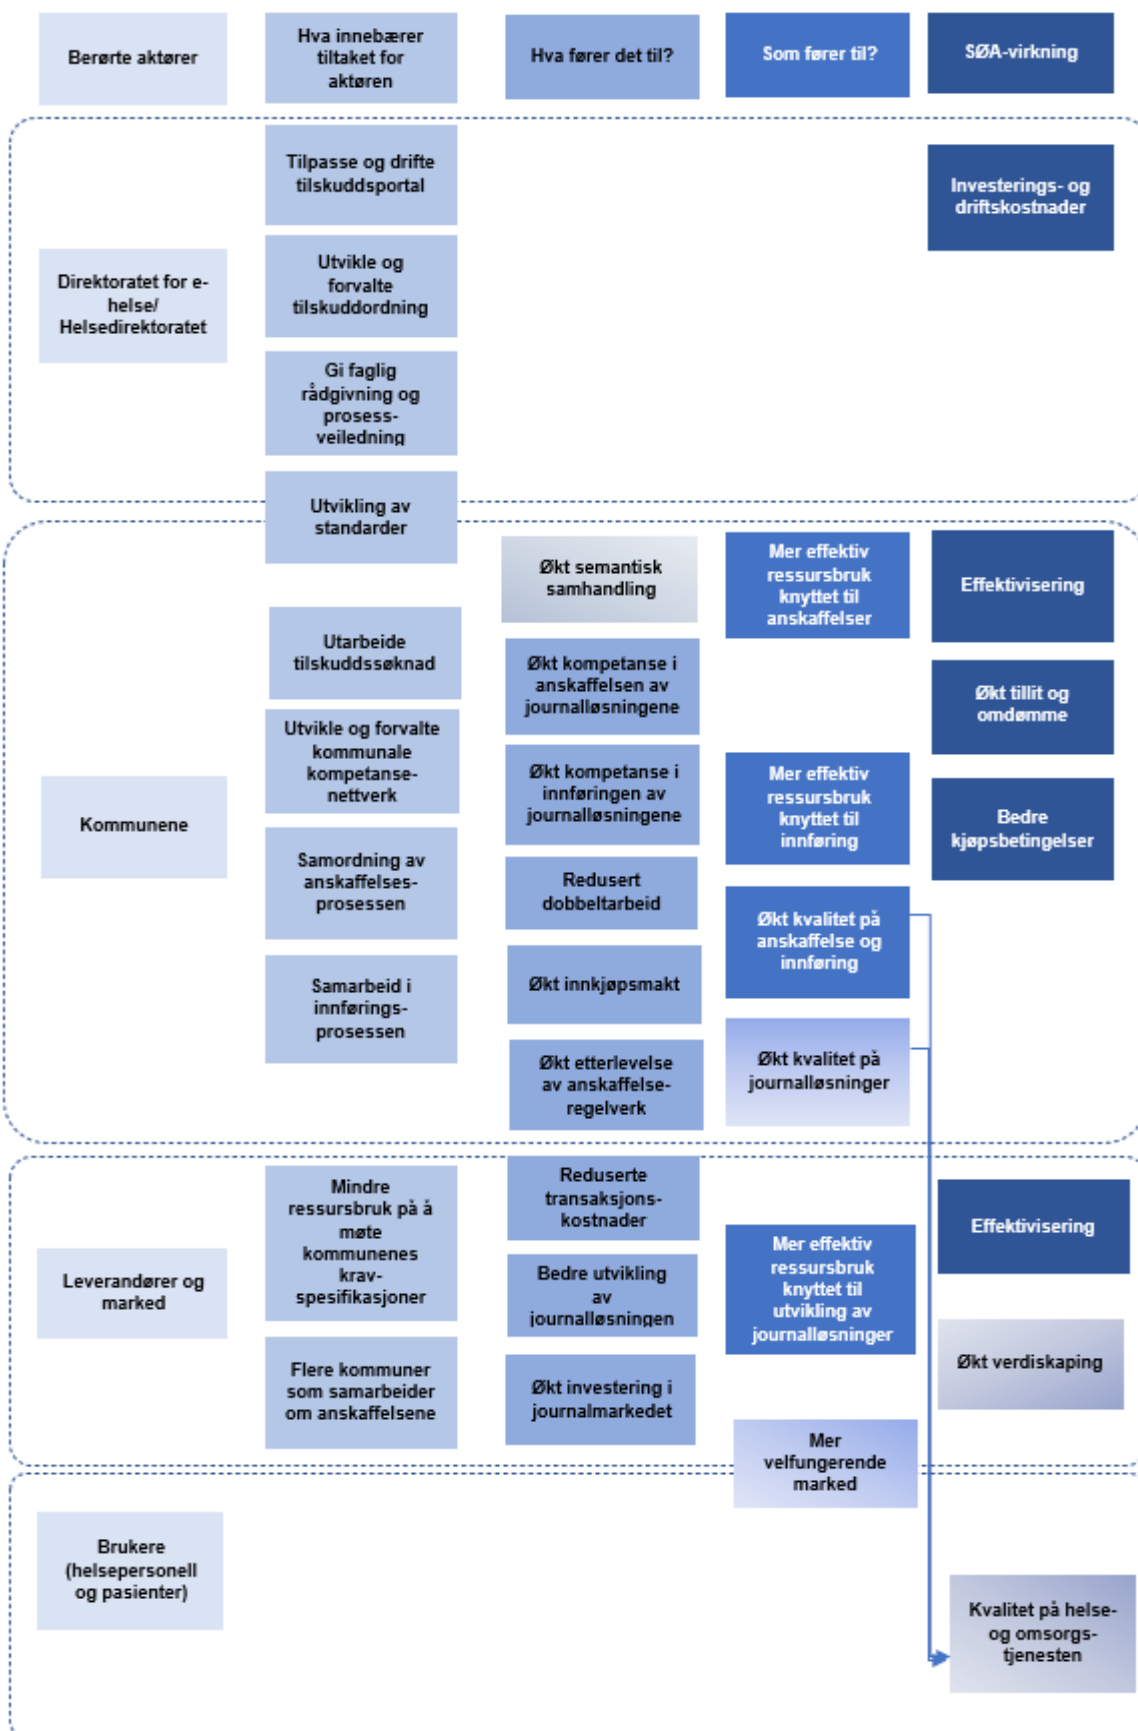 Berørte aktører
Hva innebærer
tiltaket for
aktøren
Hva fører det til?
Som fører til?
SØA-virkning
Direktoratet for e-
helse/
Helsedirektoratet
Tilpasse og drifte
tilskuddsportal
Utvikle og
forvalte
tilskuddordning
Gi faglig
rådgivning og
prosess-
veiledning
Utvikling av
standarder
Investerings- og
driftskostnader
Kommunene
Utarbeide
tilskuddssøknad
Utvikle og forvalte
kommunale
kompetanse-
nettverk
Samordning av
anskaffelses-
prosessen
Samarbeid i
innførings-
prosessen
Økt semantisk
samhandling
Økt kompetanse i
anskaffelsen av
journalløsningene
Økt kompetanse i
innføringen av
journalløsningene
Redusert
dobbeltarbeid
Økt innkjøpsmakt
Økt etterlevelse
av anskaffelse-
regelverk
Mer effektiv
ressursbruk
knyttet til
anskaffelser
Mer effektiv
ressursbruk
knyttet til
innføring
Økt kvalitet på
anskaffelse og
innføring
Økt kvalitet på
journalløsninger
Effektivisering
Økt tillit og
omdømme
Bedre
kjøpsbetingelser
Leverandører og
marked
Mindre
ressursbruk på å
møte
kommunenes
krav-
spesifikasjoner
Flere kommuner
som samarbeider
om anskaffelsene
Reduserte
transaksjons-
kostnader
Bedre utvikling
av
journalløsningen
Økt investering i
journalmarkedet
Mer effektiv
ressursbruk
knyttet til
utvikling av
journalløsninger
Mer
velfungerende
marked
Effektivisering
Økt verdiskaping
Brukere
(helsepersonell
og pasienter)
Kvalitet på helse-
og omsorgs-
tjenesten